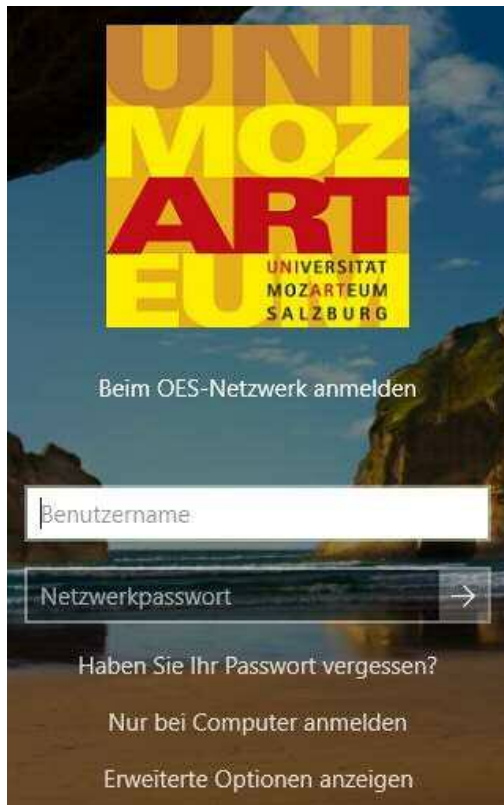 UNI
MOZ
ART
EUM
UNIVERSITÄT
MOZARTEUM
SALZBURG
Beim OES-Netzwerk anmelden
Benutzername
Netzwerkpasswort
Haben Sie Ihr Passwort vergessen?
Nur bei Computer anmelden
Erweiterte Optionen anzeigen